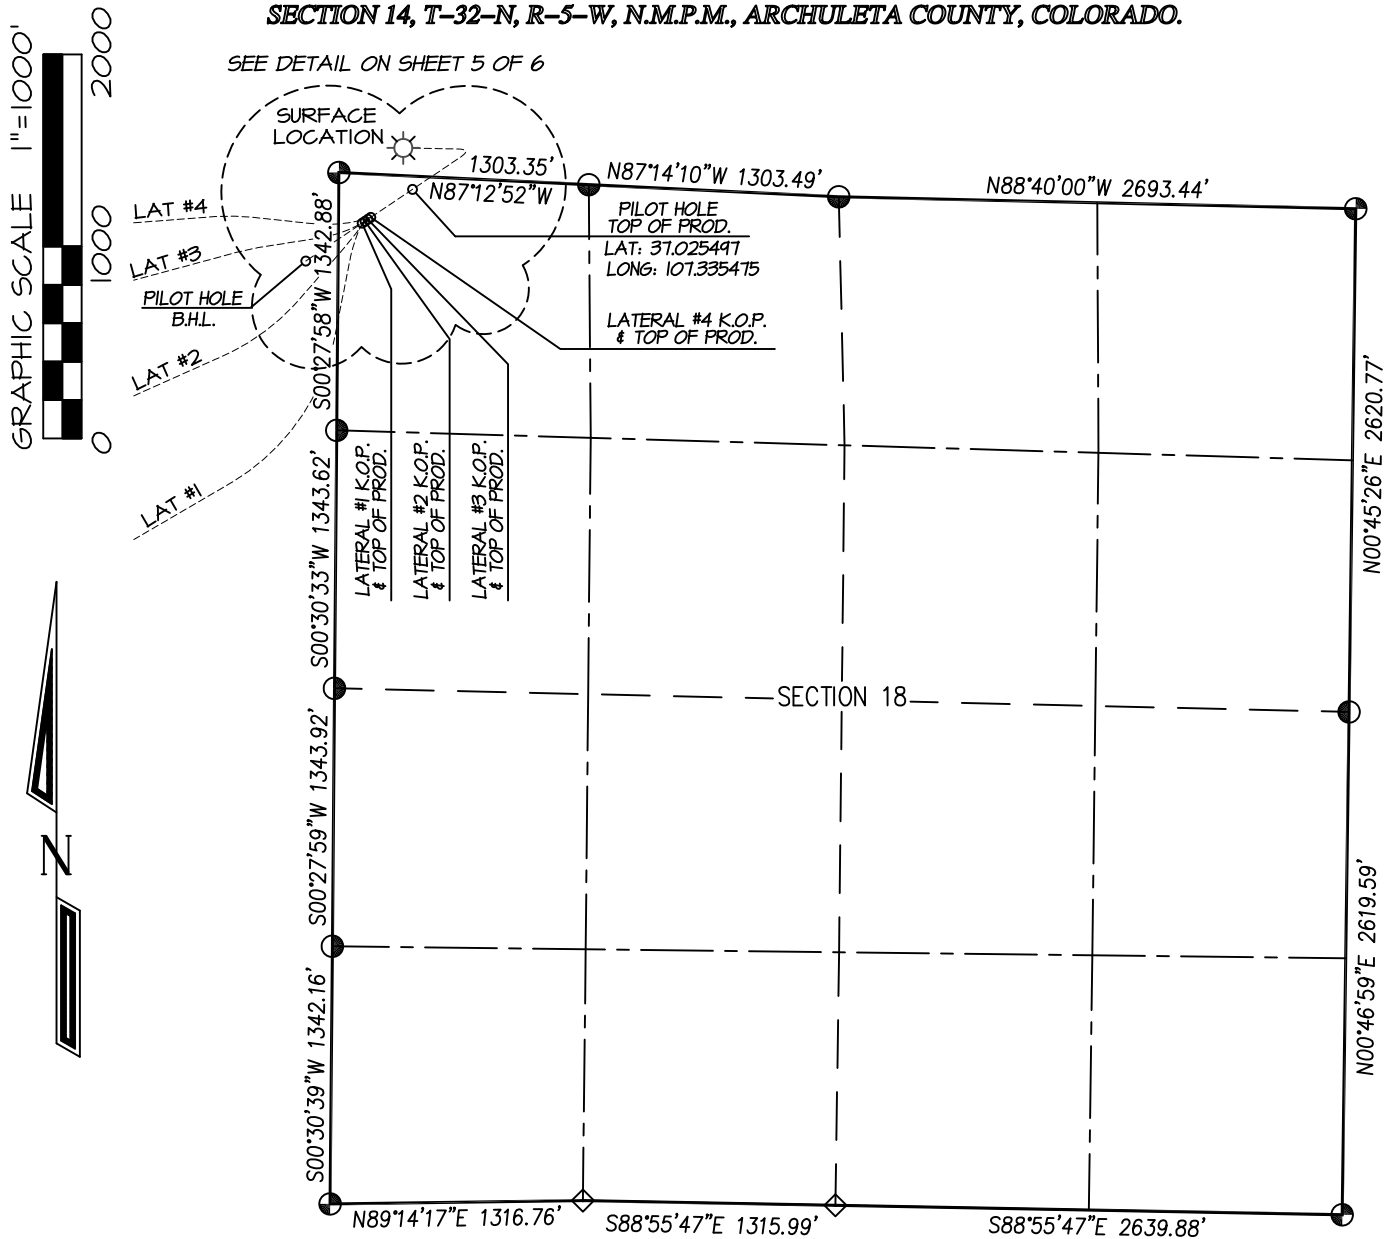 SECTION 14, T-32-N, R-5-W, N.M.P.M., ARCHULETA COUNTY, COLORADO.
GRAPHIC SCALE 1"=1000'
2000
1000
0
SEE DETAIL ON SHEET 5 OF 6
SURFACE
LOCATION
1303.35'
N87°12'52"W
N87°14'10"W 1303.49'
N88°40'00"W 2693.44'
LAT #4
LAT #3
PILOT HOLE
B.H.L.
LAT #2
LAT #1
PILOT HOLE
TOP OF PROD.
LAT: 37.025497
LONG: 107.335475
LATERAL #4 K.O.P.
& TOP OF PROD.
S00°27'58"W 1342.88'
LATERAL #1 K.O.P.
& TOP OF PROD.
LATERAL #2 K.O.P.
& TOP OF PROD.
LATERAL #3 K.O.P.
& TOP OF PROD.
N00°45'26"E 2620.77'
S00°30'33"W 1343.62'
SECTION 18
S00°27'59"W 1343.92'
N
N00°46'59"E 2619.59'
S00°30'39"W 1342.16'
N89°14'17"E 1316.76'
S88°55'47"E 1315.99'
S88°55'47"E 2639.88'